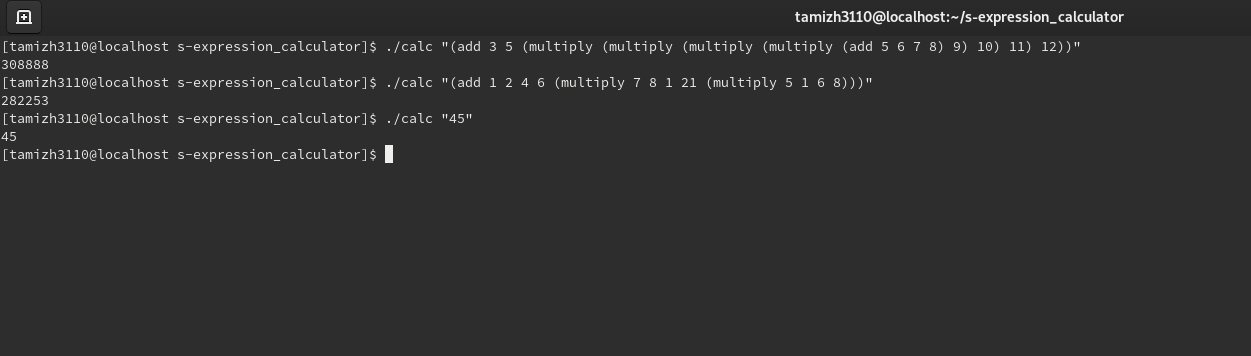 tamizh3110@localhost:~/s-expression_calculator
[tamizh3110@localhost s-expression_calculator]$ ./calc "(add 3 5 (multiply (multiply (multiply (multiply (add 5 6 7 8) 9) 10) 11) 12))"
308888
[tamizh3110@localhost s-expression_calculator]$ ./calc "(add 1 2 4 6 (multiply 7 8 1 21 (multiply 5 1 6 8)))"
282253
[tamizh3110@localhost s-expression_calculator]$ ./calc "45"
45
[tamizh3110@localhost s-expression_calculator]$